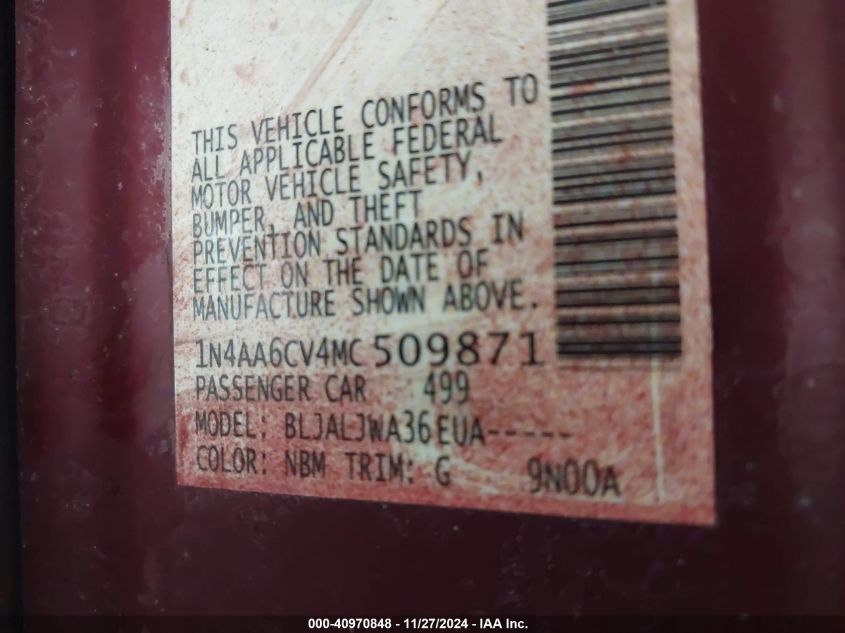 THIS VEHICLE CONFORMS TO
ALL APPLICABLE FEDERAL
MOTOR VEHICLE SAFETY,
BUMPER, AND THEFT
PREVENTION STANDARDS IN
EFFECT ON THE DATE OF
MANUFACTURE SHOWN ABOVE.
1N4AA6CV4MC509871
PASSENGER CAR 499
MODEL: BLJALJWA36EUA-----
COLOR: NBM TRIM: G 9N00A
000-40970848 - 11/27/2024 - IAA Inc.